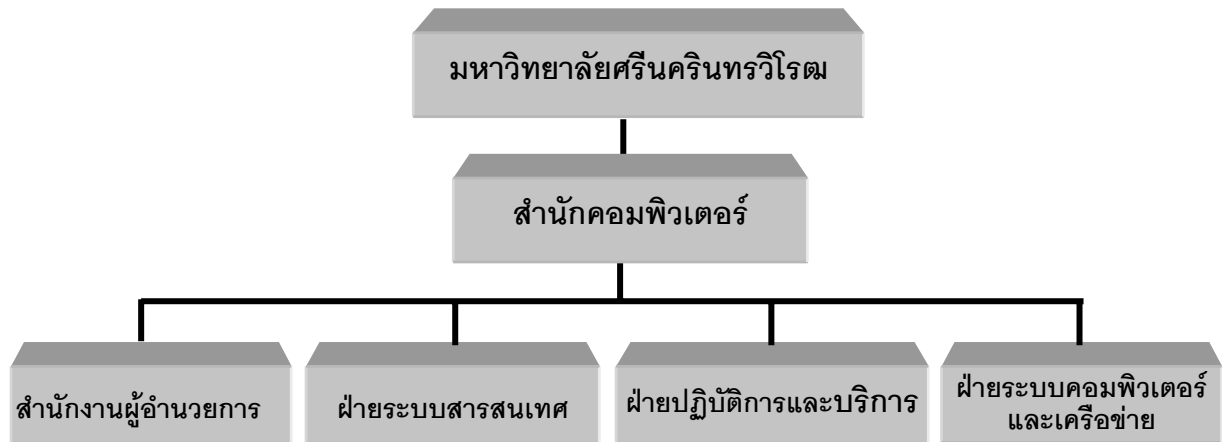 มหาวิทยาลัยศรีนครินทรวิโรฒ
สำนักคอมพิวเตอร์
สำนักงานผู้อำนวยการ
ฝ่ายระบบสารสนเทศ
ฝ่ายปฏิบัติการและบริการ
ฝ่ายระบบคอมพิวเตอร์
และเครือข่าย